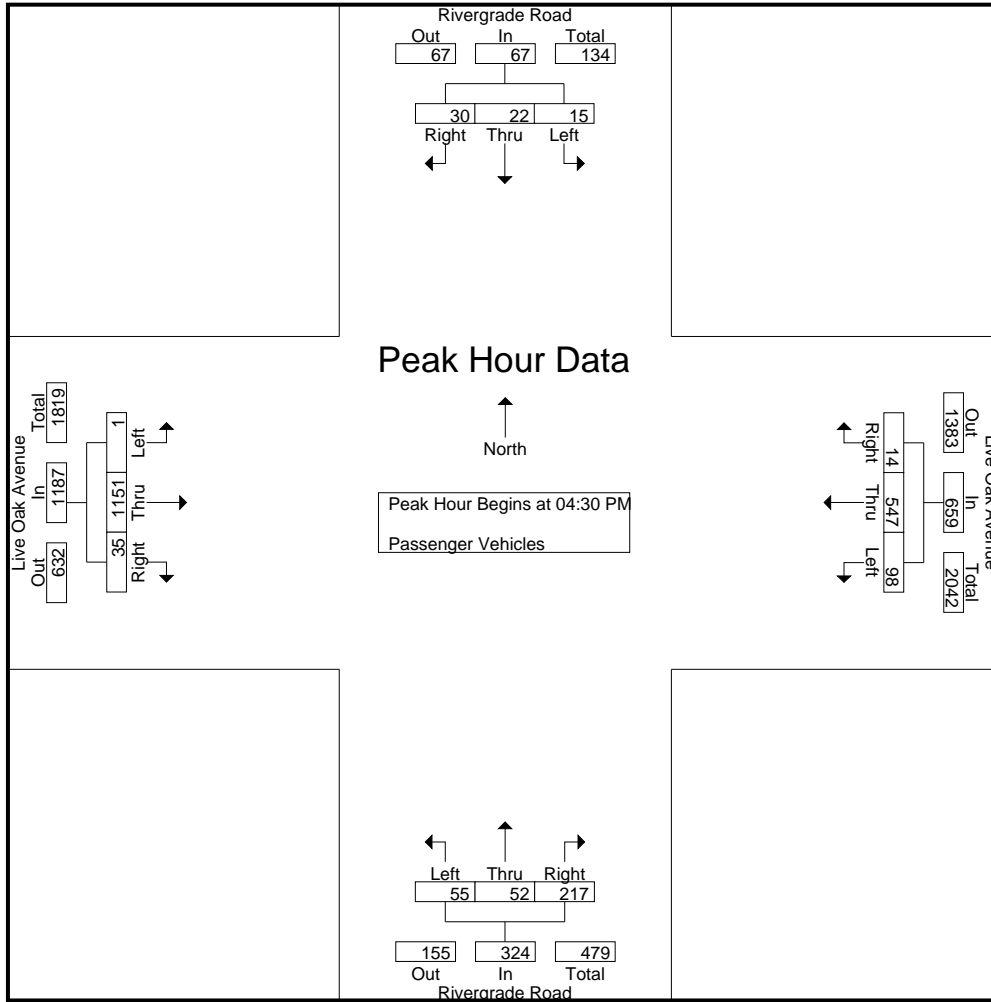 Rivergrade Road
Out In Total
67 67 134
30 22 15
Right Thru Left
Peak Hour Data
North
Peak Hour Begins at 04:30 PM
Passenger Vehicles
Live Oak Avenue
Out In Total
632 1187 1819
1 1151 35
Left Thru Right
Live Oak Avenue
Out In Total
1383 659 2042
14 547 98
Right Thru Left
Left Thru Right
55 52 217
155 324 479
Out In Total
Rivergrade Road